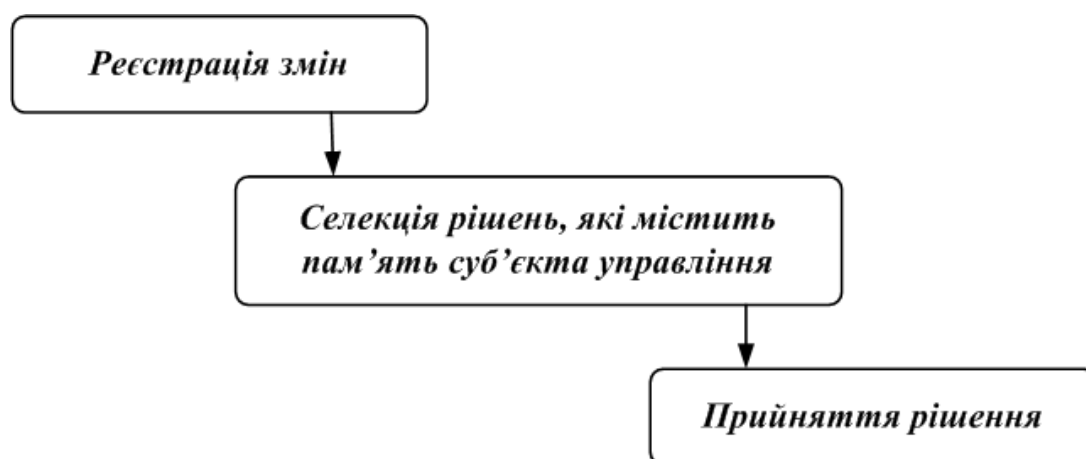 Реєстрація змін
Селекція рішень, які містить
пам’ять суб’єкта управління
Прийняття рішення